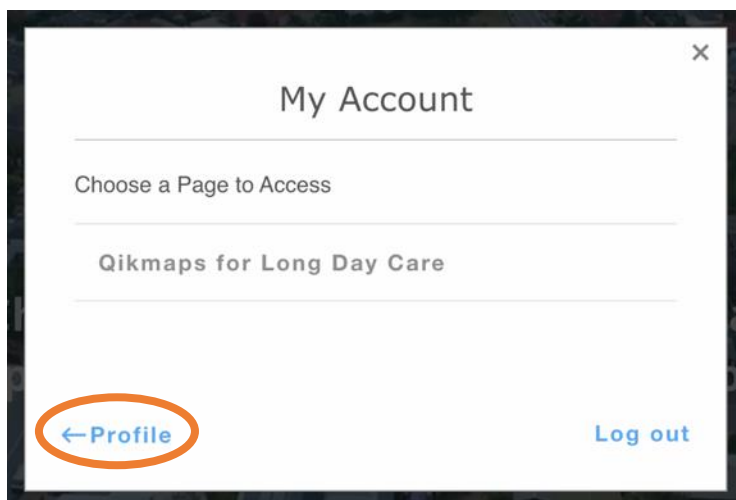 ×
My Account
Choose a Page to Access
Qikmaps for Long Day Care
←Profile
Log out